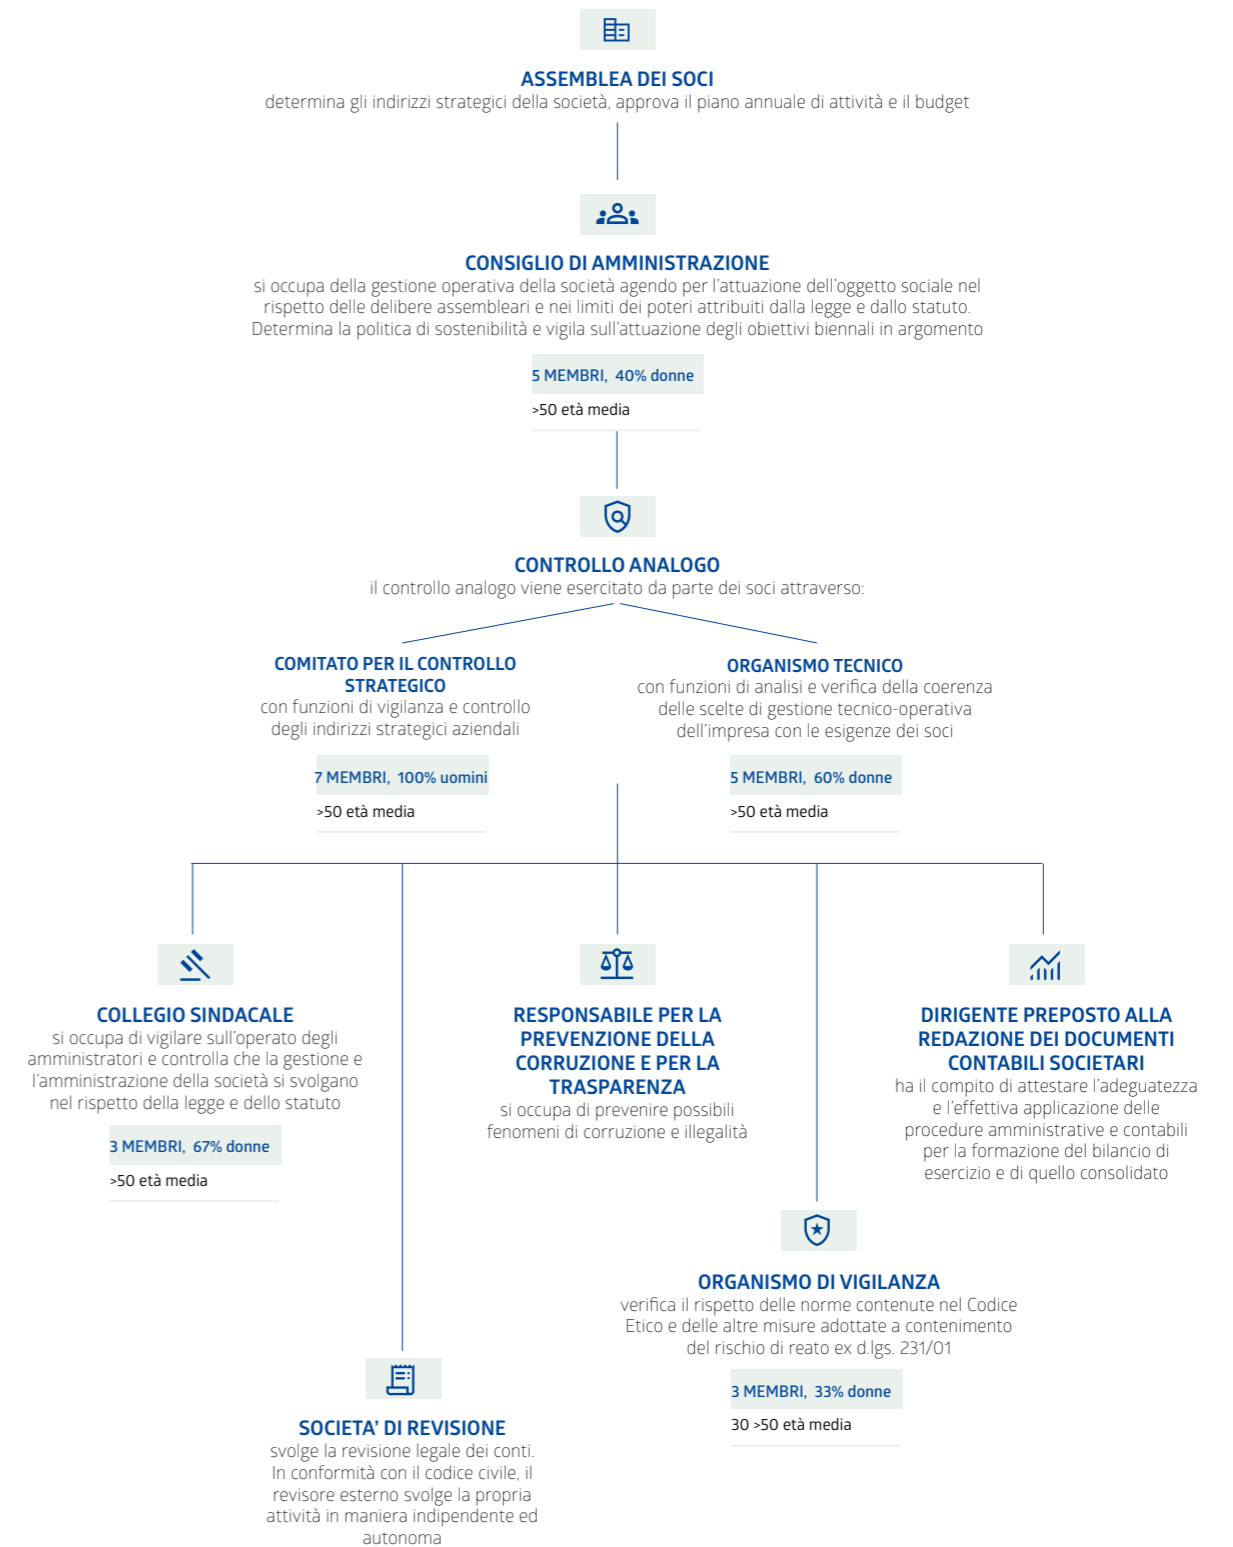 ASSEMBLEA DEI SOCI
determina gli indirizzi strategici della società, approva il piano annuale di attività e il budget
CONSIGLIO DI AMMINISTRAZIONE
si occupa della gestione operativa della società agendo per l'attuazione dell'oggetto sociale nel
rispetto delle delibere assembleari e nei limiti dei poteri attribuiti dalla legge e dallo statuto.
Determina la politica di sostenibilità e vigila sull'attuazione degli obiettivi biennali in argomento
5 MEMBRI, 40% donne
>50 età media
CONTROLLO ANALOGO
il controllo analogo viene esercitato da parte dei soci attraverso:
COMITATO PER IL CONTROLLO
STRATEGICO
con funzioni di vigilanza e controllo
degli indirizzi strategici aziendali
7 MEMBRI, 100% uomini
>50 età media
ORGANISMO TECNICO
con funzioni di analisi e verifica della coerenza
delle scelte di gestione tecnico-operativa
dell'impresa con le esigenze dei soci
5 MEMBRI, 60% donne
>50 età media
COLLEGIO SINDACALE
si occupa di vigilare sull'operato degli
amministratori e controlla che la gestione e
l'amministrazione della società si svolgano
nel rispetto della legge e dello statuto
3 MEMBRI, 67% donne
>50 età media
RESPONSABILE PER LA
PREVENZIONE DELLA
CORRUZIONE E PER LA
TRASPARENZA
si occupa di prevenire possibili
fenomeni di corruzione e illegalità
DIRIGENTE PREPOSTO ALLA
REDAZIONE DEI DOCUMENTI
CONTABILI SOCIETARI
ha il compito di attestare l'adeguatezza
e l'effettiva applicazione delle
procedure amministrative e contabili
per la formazione del bilancio di
esercizio e di quello consolidato
ORGANISMO DI VIGILANZA
verifica il rispetto delle norme contenute nel Codice
Etico e delle altre misure adottate a contenimento
del rischio di reato ex d.lgs. 231/01
3 MEMBRI, 33% donne
30 >50 età media
SOCIETA' DI REVISIONE
svolge la revisione legale dei conti.
In conformità con il codice civile, il
revisore esterno svolge la propria
attività in maniera indipendente ed
autonoma